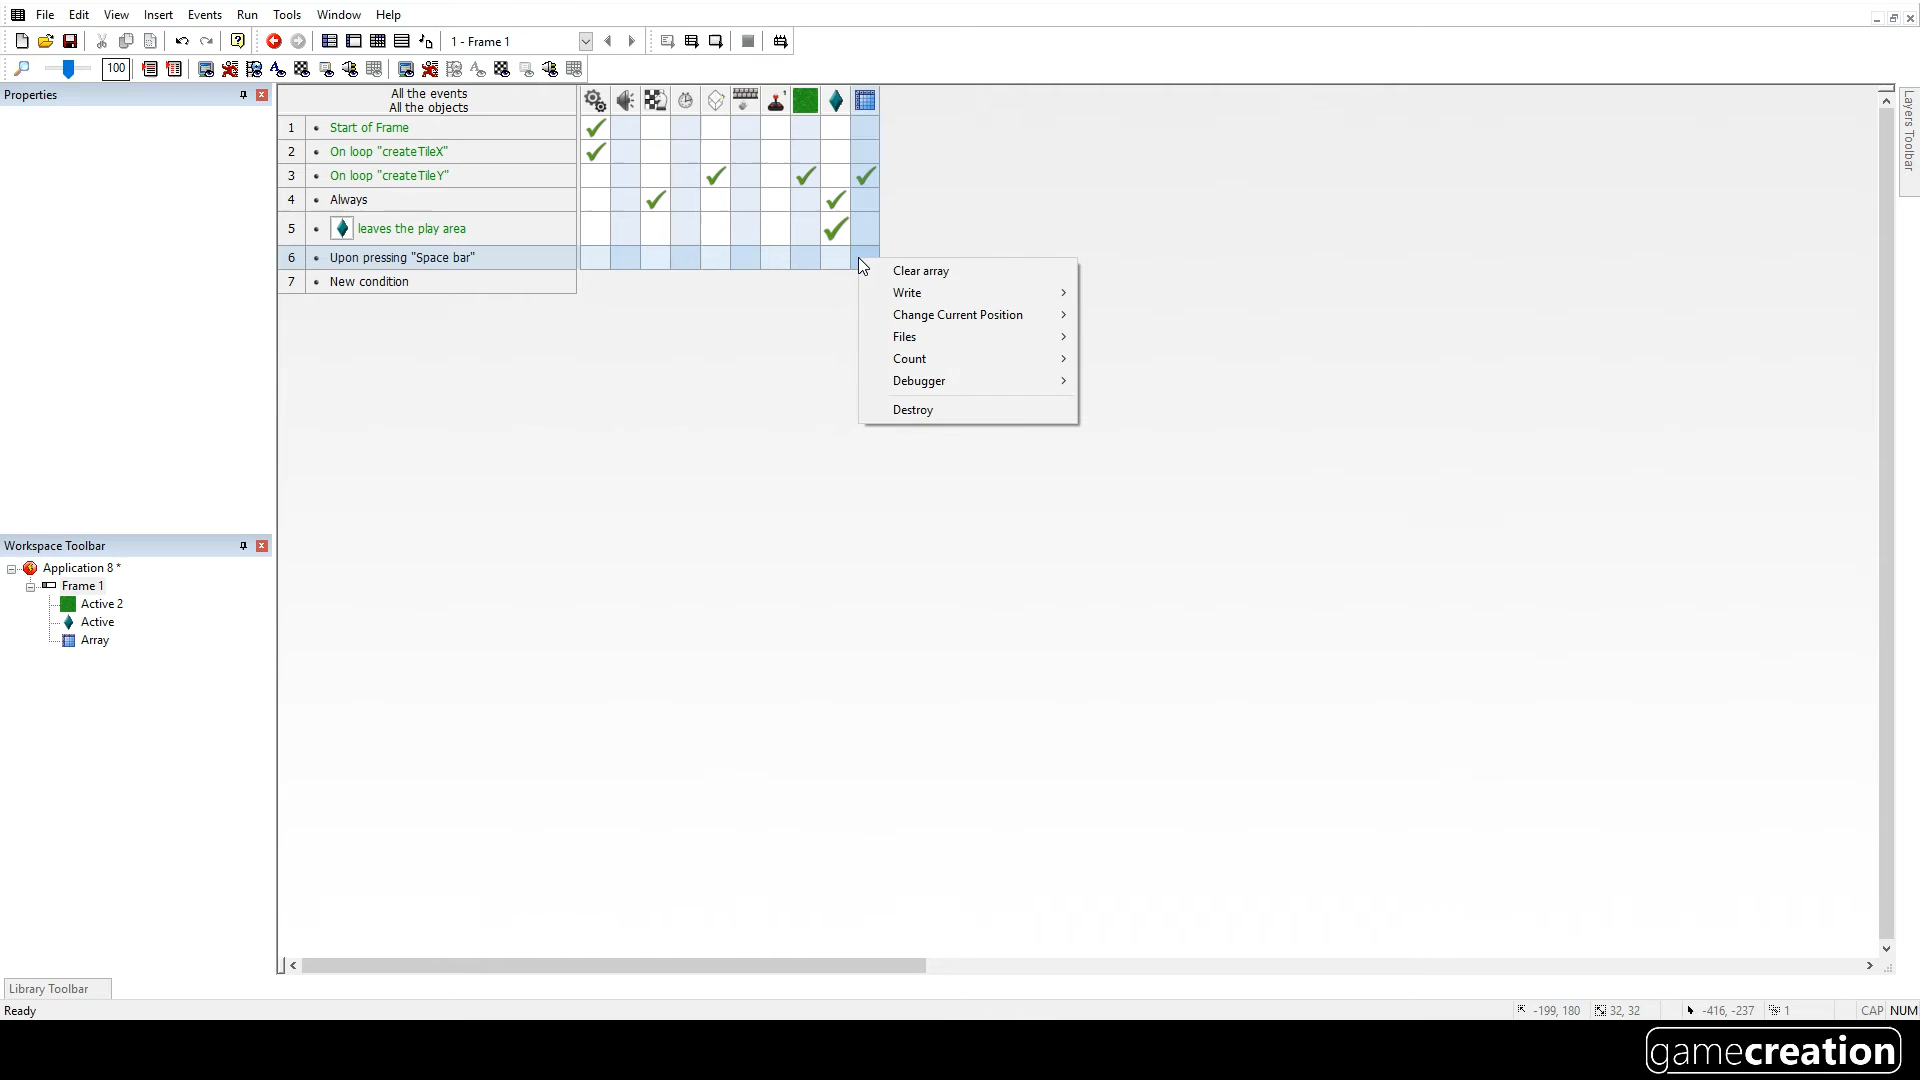 File Edit View Insert Events Run Tools Window Help
1 - Frame 1
100
Properties
All the events
All the objects
1 Start of Frame
2 On loop "createTileX"
3 On loop "createTileY"
4 Always
5 leaves the play area
6 Upon pressing "Space bar"
7 New condition
Clear array
Write
Change Current Position
Files
Count
Debugger
Destroy
Layers Toolbar
Workspace Toolbar
Application 8 *
Frame 1
Active 2
Active
Array
Library Toolbar
Ready -199, 180 32, 32 -416, -237 1 CAP NUM
gamecreation